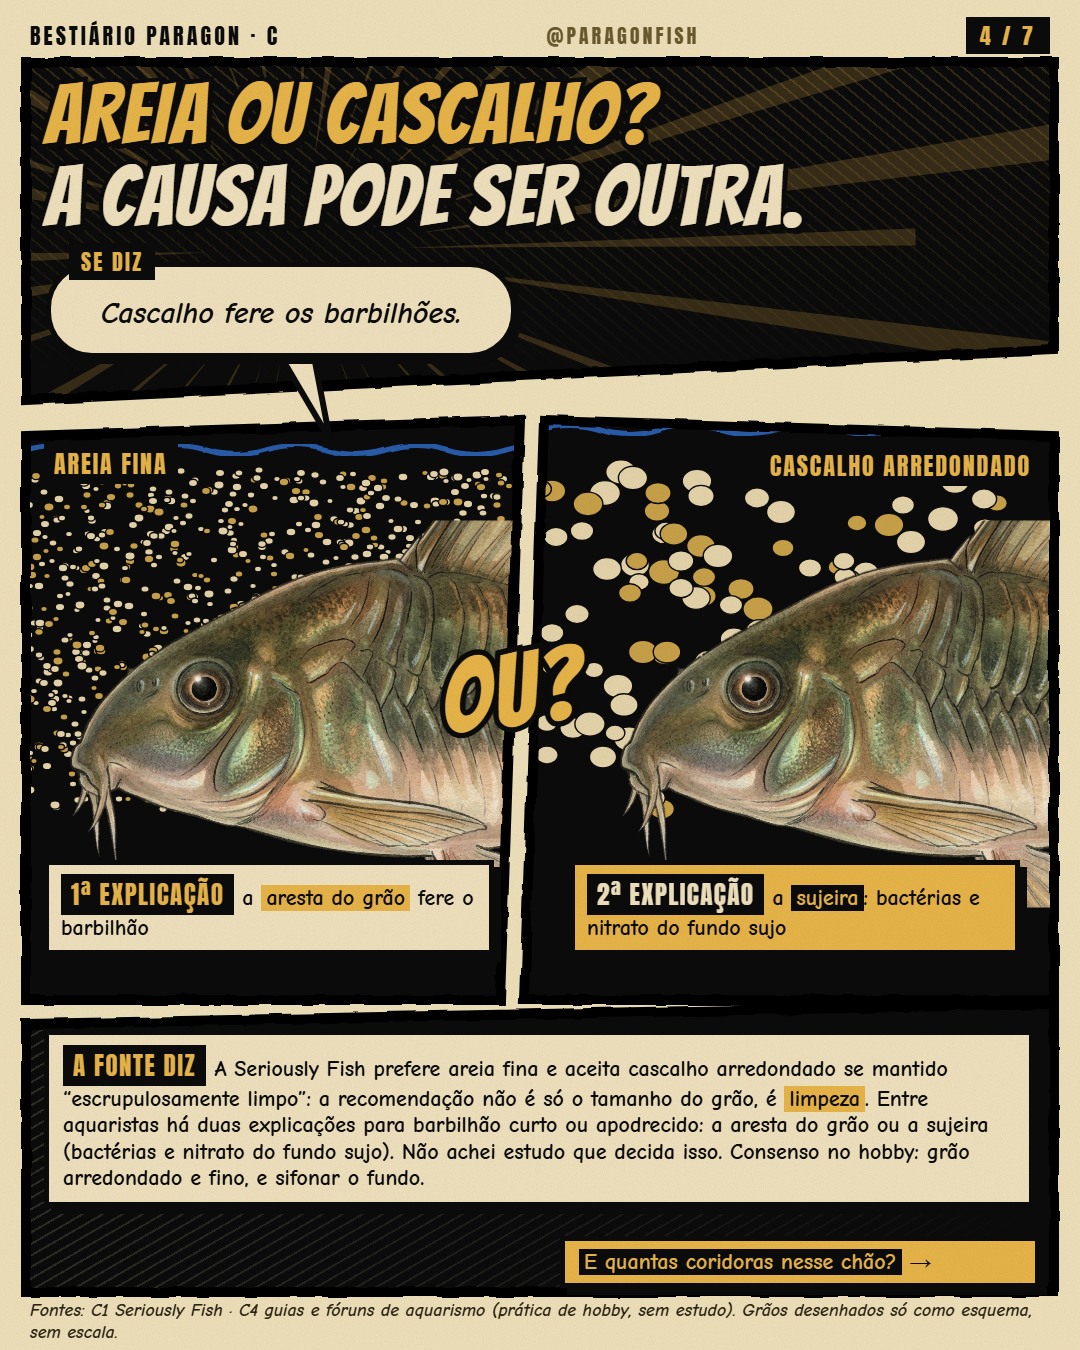 BESTIÁRIO PARAGON · C
@PARAGONFISH
4 / 7
AREIA OU CASCALHO?
A CAUSA PODE SER OUTRA.
SE DIZ
Cascalho fere os barbilhões.
AREIA FINA
CASCALHO ARREDONDADO
OU?
1ª EXPLICAÇÃO a aresta do grão fere o
barbilhão
2ª EXPLICAÇÃO a sujeira: bactérias e
nitrato do fundo sujo
A FONTE DIZ A Seriously Fish prefere areia fina e aceita cascalho arredondado se mantido
“escrupulosamente limpo”: a recomendação não é só o tamanho do grão, é limpeza. Entre
aquaristas há duas explicações para barbilhão curto ou apodrecido: a aresta do grão ou a sujeira
(bactérias e nitrato do fundo sujo). Não achei estudo que decida isso. Consenso no hobby: grão
arredondado e fino, e sifonar o fundo.
E quantas coridoras nesse chão? →
Fontes: C1 Seriously Fish · C4 guias e fóruns de aquarismo (prática de hobby, sem estudo). Grãos desenhados só como esquema,
sem escala.